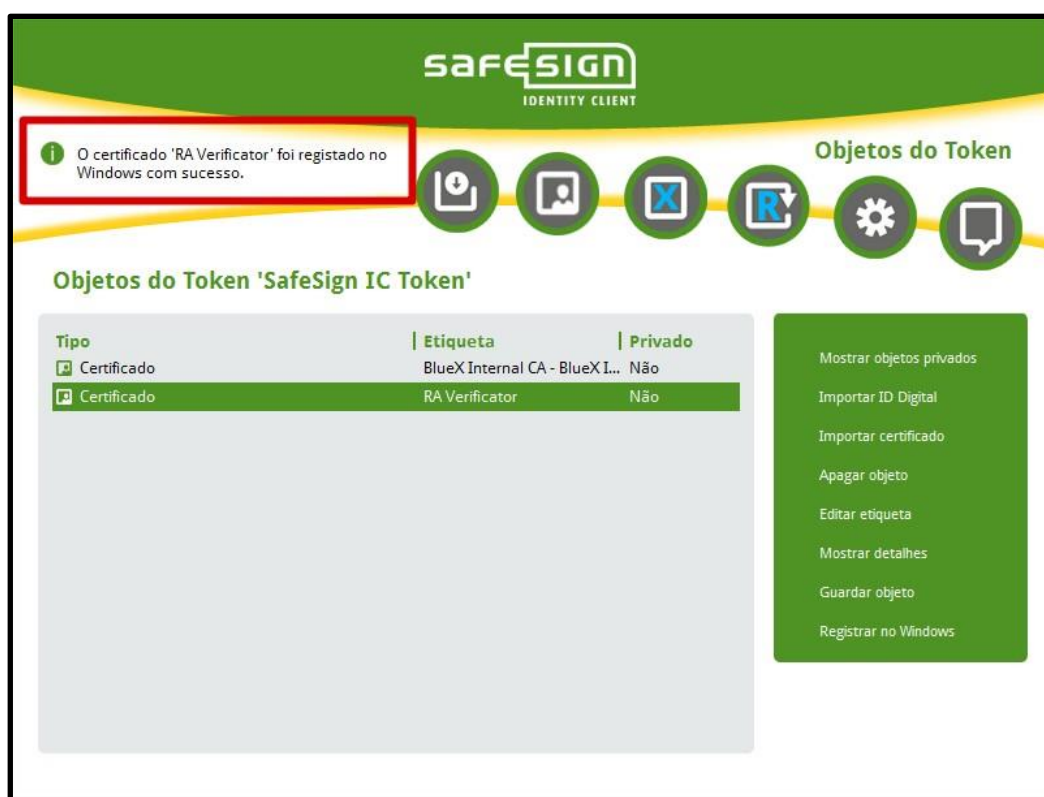 safesign
IDENTITY CLIENT
O certificado 'RA Verificator' foi registado no
Windows com sucesso.
Objetos do Token
X
R
Objetos do Token 'SafeSign IC Token'
Tipo
Etiqueta
Privado
Certificado
BlueX Internal CA - BlueX I...
Não
Certificado
RA Verificator
Não
Mostrar objetos privados
Importar ID Digital
Importar certificado
Apagar objeto
Editar etiqueta
Mostrar detalhes
Guardar objeto
Registrar no Windows